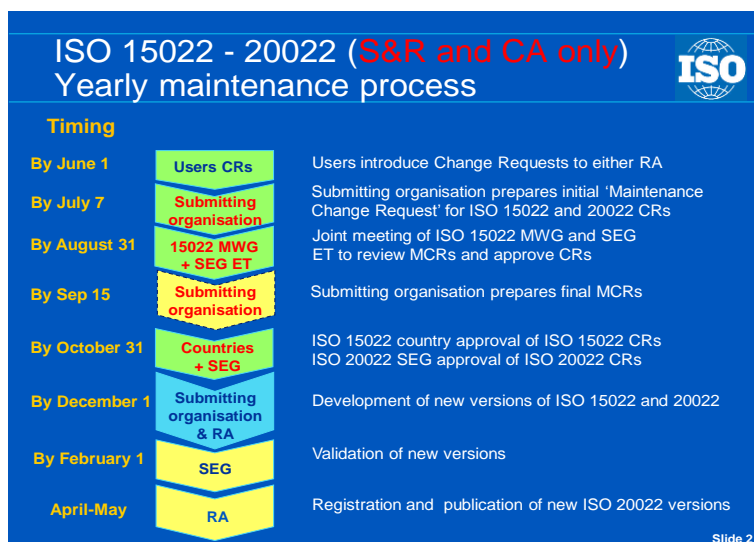 ISO 15022 - 20022 (S&R and CA only)
Yearly maintenance process
ISO
Timing
By June 1
Users CRs
Users introduce Change Requests to either RA
By July 7
Submitting
organisation
Submitting organisation prepares initial ‘Maintenance
Change Request’ for ISO 15022 and 20022 CRs
By August 31
15022 MWG
+ SEG ET
Joint meeting of ISO 15022 MWG and SEG
ET to review MCRs and approve CRs
By Sep 15
Submitting
organisation
Submitting organisation prepares final MCRs
By October 31
Countries
+ SEG
ISO 15022 country approval of ISO 15022 CRs
ISO 20022 SEG approval of ISO 20022 CRs
By December 1
Submitting
organisation
& RA
Development of new versions of ISO 15022 and 20022
By February 1
SEG
Validation of new versions
April-May
RA
Registration and publication of new ISO 20022 versions
Slide 2